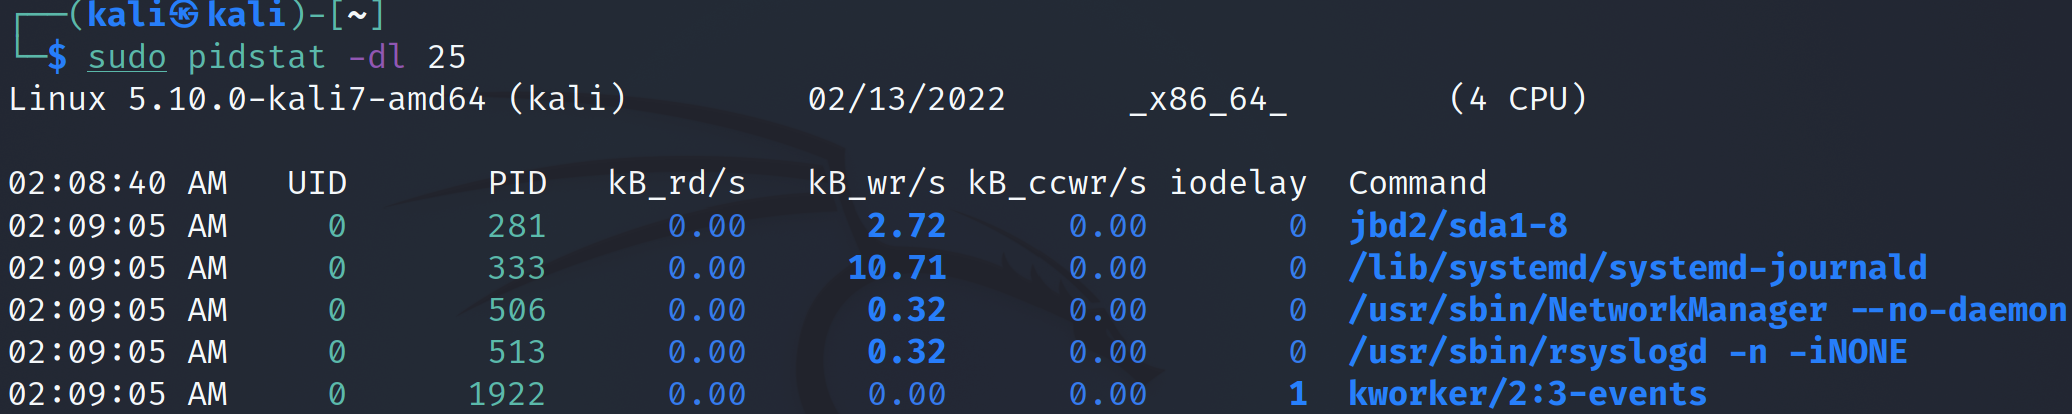 ┌──(kali㉿kali)-[~]
└─$ sudo pidstat -dl 25
Linux 5.10.0-kali7-amd64 (kali)         02/13/2022      _x86_64_        (4 CPU)

02:08:40 AM   UID       PID   kB_rd/s   kB_wr/s kB_ccwr/s iodelay  Command
02:09:05 AM     0       281      0.00      2.72      0.00       0  jbd2/sda1-8
02:09:05 AM     0       333      0.00     10.71      0.00       0  /lib/systemd/systemd-journald
02:09:05 AM     0       506      0.00      0.32      0.00       0  /usr/sbin/NetworkManager --no-daemon
02:09:05 AM     0       513      0.00      0.32      0.00       0  /usr/sbin/rsyslogd -n -iNONE
02:09:05 AM     0      1922      0.00      0.00      0.00       1  kworker/2:3-events